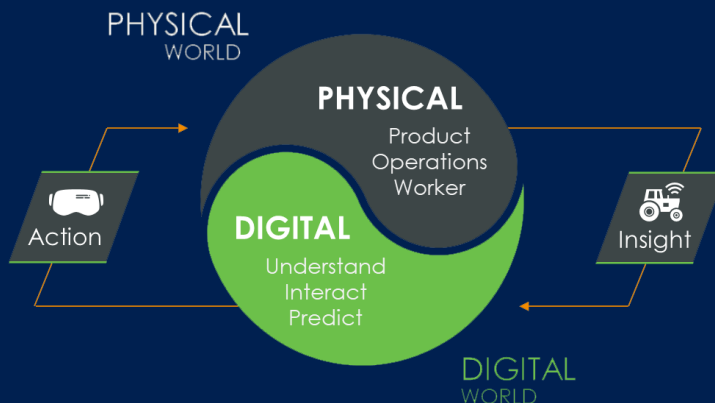 PHYSICAL
WORLD
PHYSICAL
Product
Operations
Worker
Action
Insight
DIGITAL
Understand
Interact
Predict
DIGITAL
WORLD